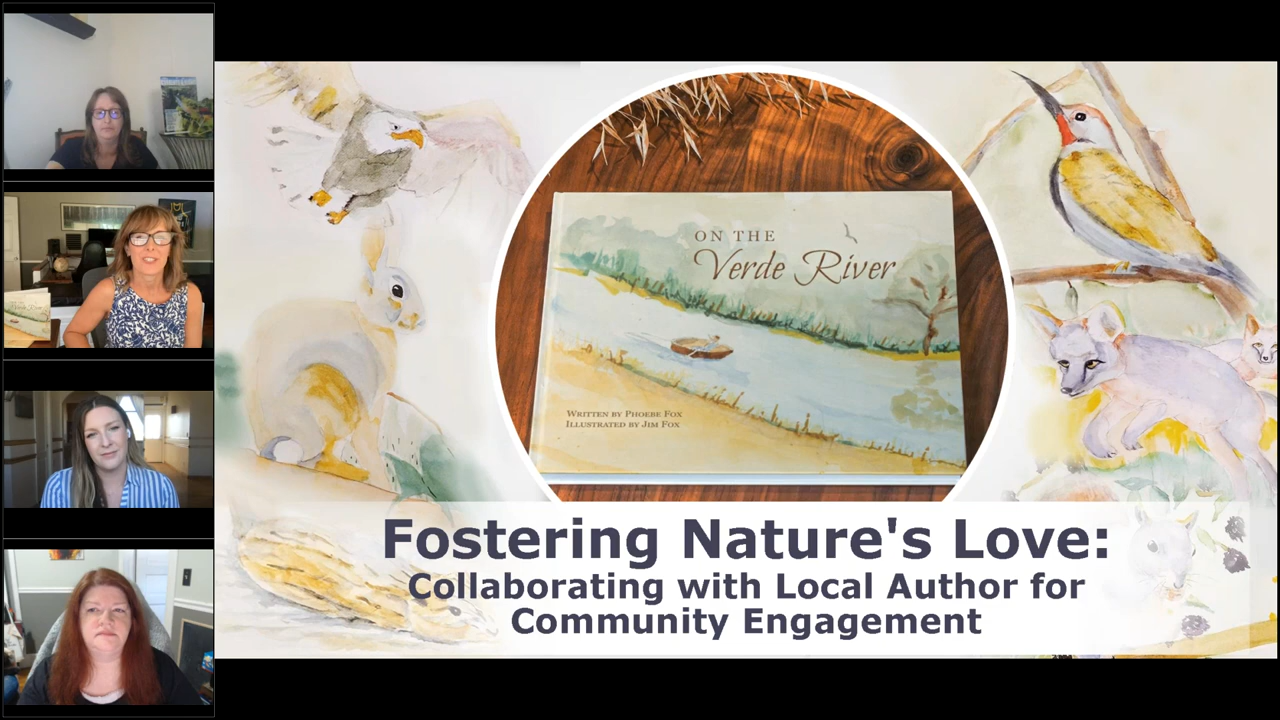 ON THE
Verde River
WRITTEN BY PHOEBE FOX
ILLUSTRATED BY JIM FOX
Fostering Nature's Love:
Collaborating with Local Author for
Community Engagement